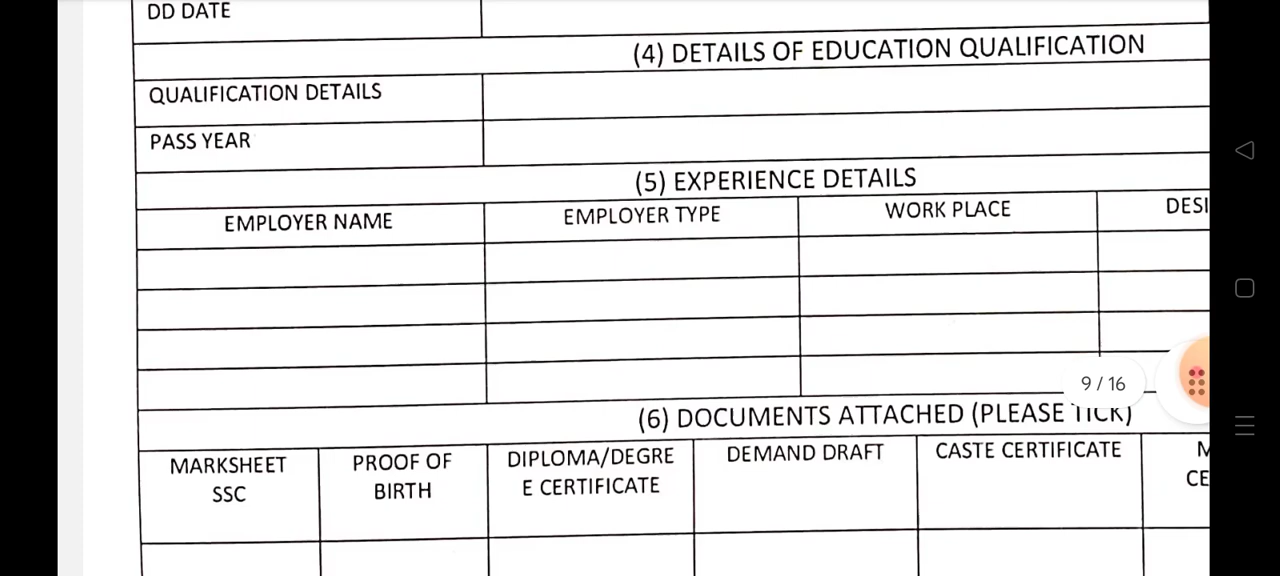 DD DATE
(4) DETAILS OF EDUCATION QUALIFICATION
QUALIFICATION DETAILS
PASS YEAR
(5) EXPERIENCE DETAILS
EMPLOYER NAME EMPLOYER TYPE WORK PLACE DESI
9 / 16
(6) DOCUMENTS ATTACHED (PLEASE TICK)
MARKSHEET SSC
PROOF OF BIRTH
DIPLOMA/DEGRE
E CERTIFICATE
DEMAND DRAFT
CASTE CERTIFICATE
M
CE